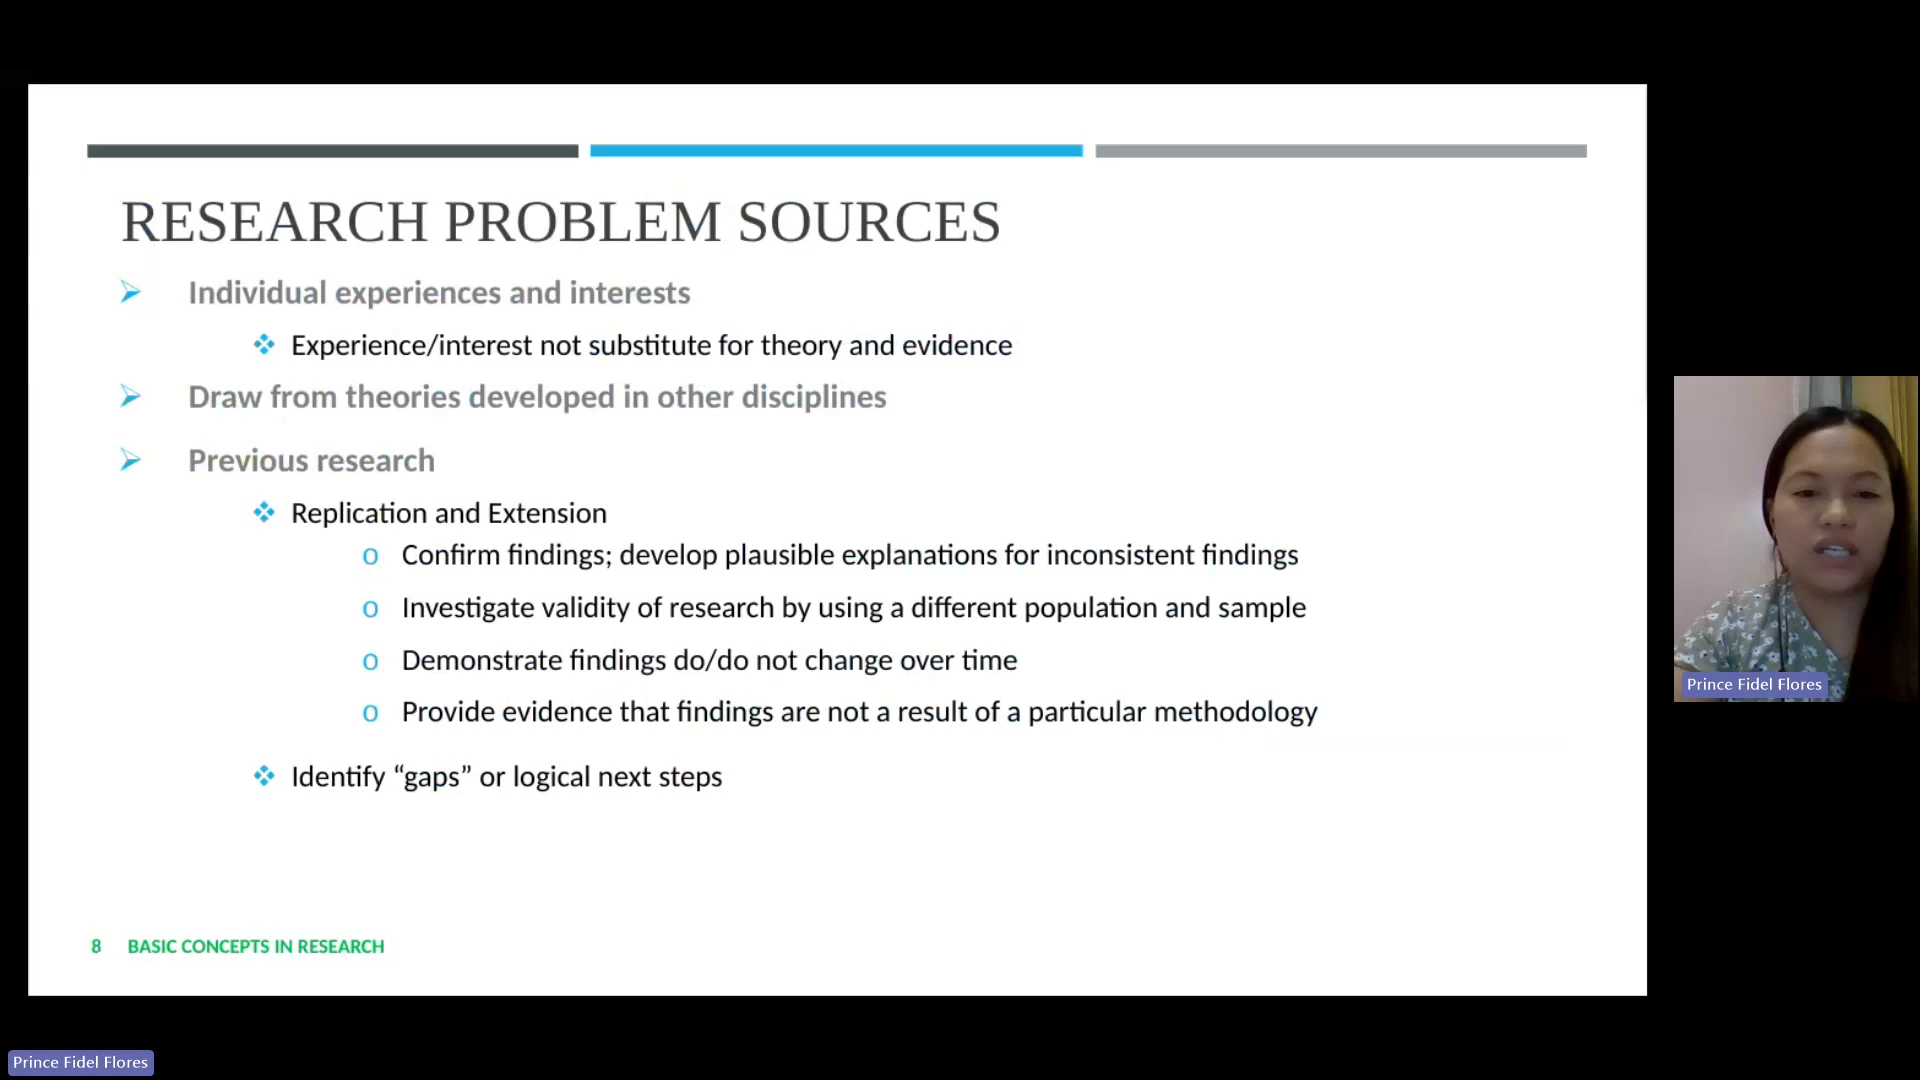 RESEARCH PROBLEM SOURCES
Individual experiences and interests
Experience/interest not substitute for theory and evidence
Draw from theories developed in other disciplines
Previous research
Replication and Extension
o Confirm findings; develop plausible explanations for inconsistent findings
o Investigate validity of research by using a different population and sample
o Demonstrate findings do/do not change over time
o Provide evidence that findings are not a result of a particular methodology
Identify “gaps” or logical next steps
8 BASIC CONCEPTS IN RESEARCH
Prince Fidel Flores
Prince Fidel Flores